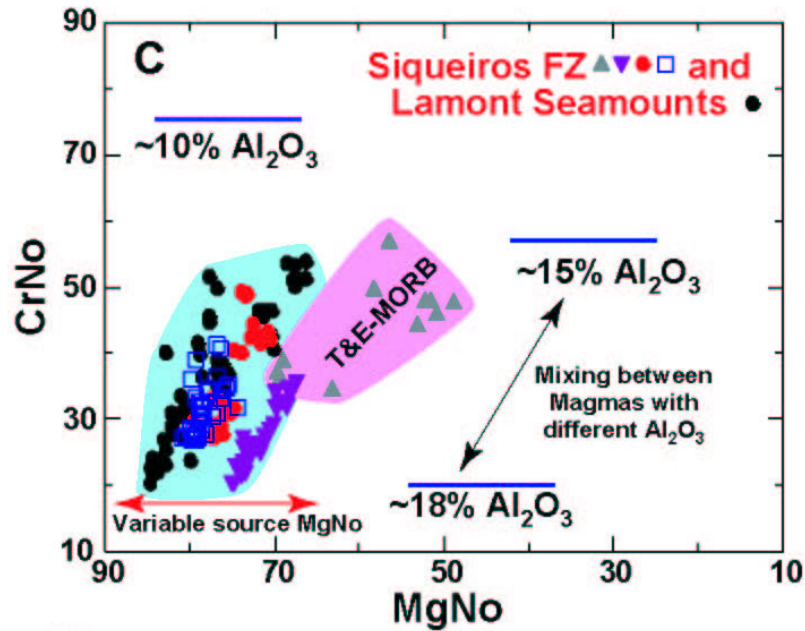 C
Siqueiros FZ and
Lamont Seamounts
~10% Al₂O₃
~15% Al₂O₃
T&E-MORB
Mixing between
Magmas with
different Al₂O₃
~18% Al₂O₃
Variable source MgNo
CrNo
90
70
50
30
10
90
70
50
30
10
MgNo